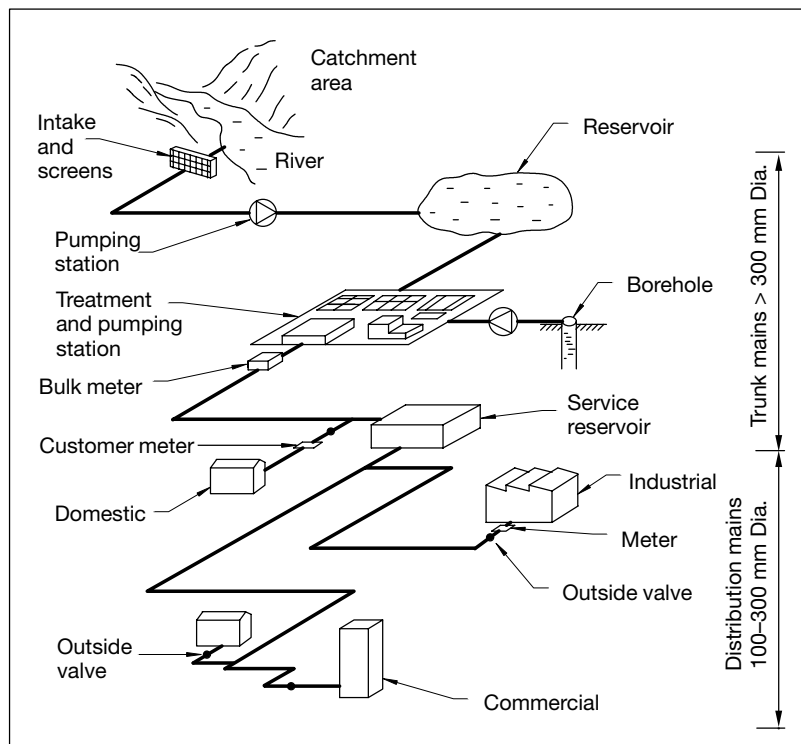 Catchment
area
Intake
and
screens
River
Reservoir
Pumping
station
Treatment
and pumping
station
Borehole
Bulk meter
Trunk mains > 300 mm Dia.
Customer meter
Service
reservoir
Domestic
Industrial
Meter
Outside valve
Outside
valve
Commercial
Distribution mains
100–300 mm Dia.